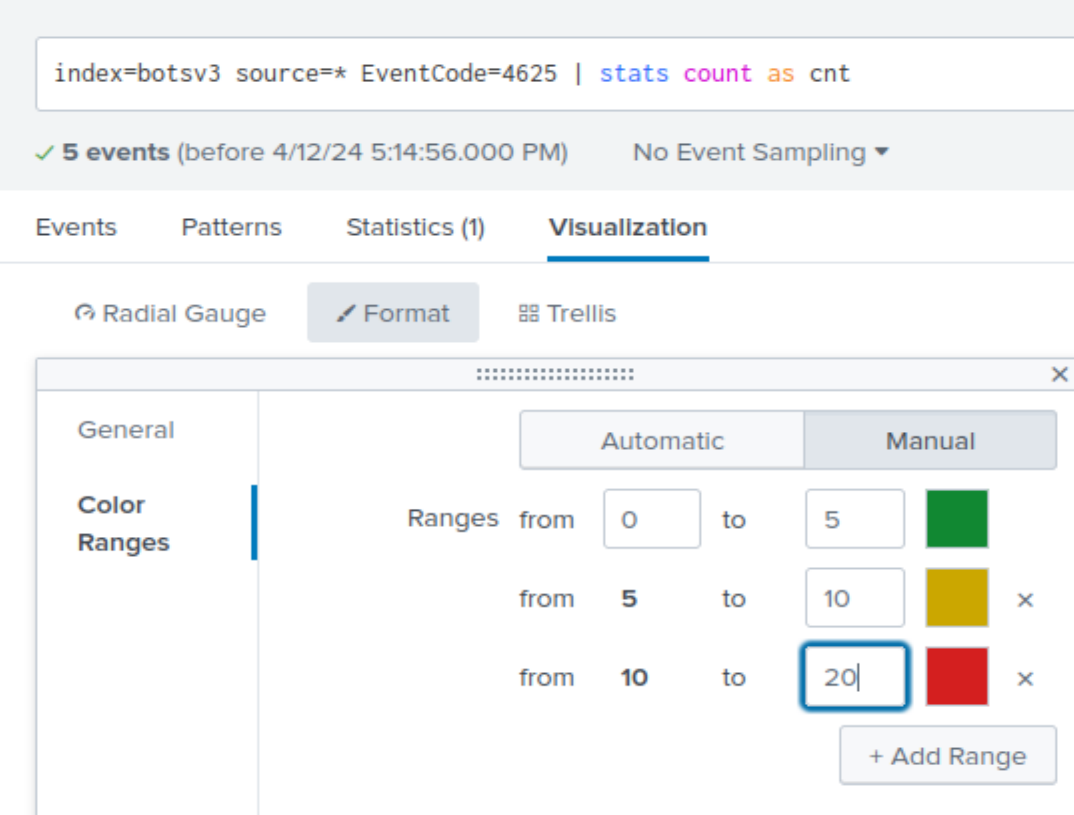 index=botsv3 source=* EventCode=4625 | stats count as cnt
5 events (before 4/12/24 5:14:56.000 PM) No Event Sampling
Events Patterns Statistics (1) Visualization
Radial Gauge Format Trellis
General
Automatic Manual
Color
Ranges
Ranges from 0 to 5
from 5 to 10
from 10 to 20
+ Add Range